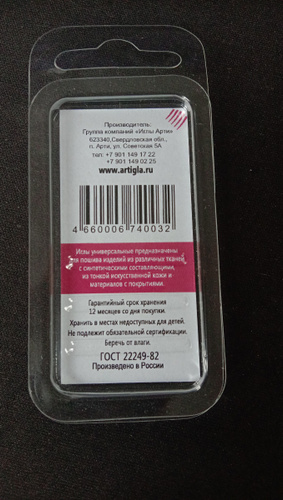 Производитель:
Группа компаний «Иглы Арти»
623340,Свердловская обл.,
п. Арти, ул. Советская 5А
тел: +7 901 149 17 22
+7 901 149 02 25
www.artigla.ru
4 660006 740032
Иглы универсальные предназначены
для пошива изделий из различных тканей
с синтетическими составляющими,
из тонкой искусственной кожи и
материалов с покрытиями.
Гарантийный срок хранения
12 месяцев со дня покупки.
Хранить в местах недоступных для детей.
Не подлежит обязательной сертификации.
Беречь от влаги.
ГОСТ 22249-82
Произведено в России